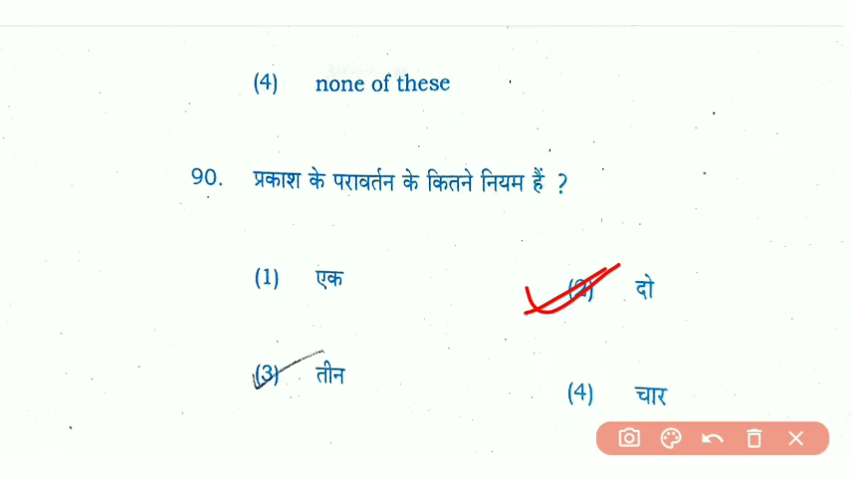 (4) none of these
90. प्रकाश के परावर्तन के कितने नियम हैं ?
(1) एक
(2) दो
(3) तीन
(4) चार